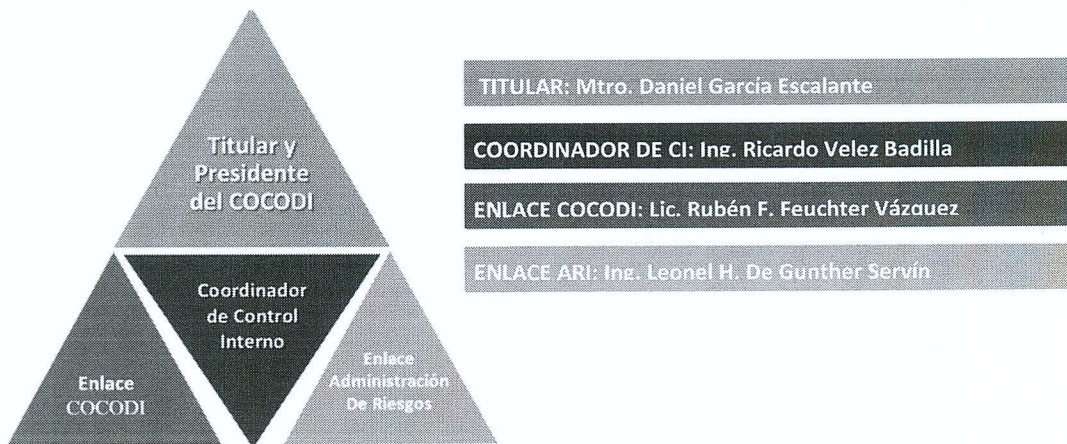 Titular y
Presidente
del COCODI
Coordinador
de Control
Interno
Enlace
COCODI
Enlace
Administración
De Riesgos
TITULAR: Mtro. Daniel García Escalante
COORDINADOR DE CI: Ing. Ricardo Velez Badilla
ENLACE COCODI: Lic. Rubén F. Feuchter Vázquez
ENLACE ARI: Ing. Leonel H. De Gunther Servín